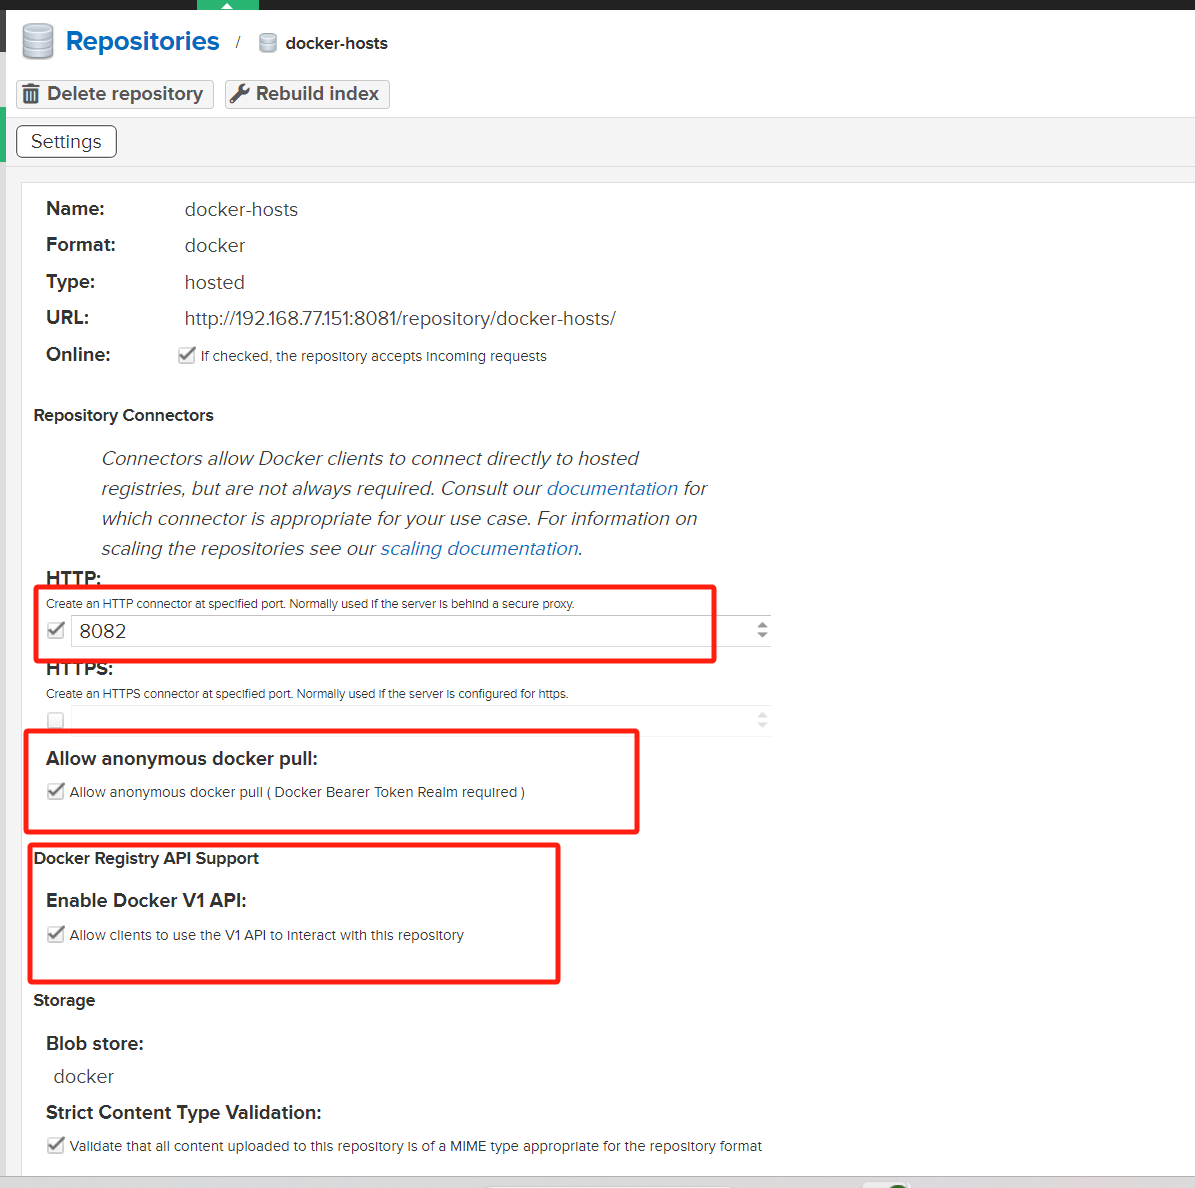 Repositories / docker-hosts
Delete repository Rebuild index
Settings
Name: docker-hosts
Format: docker
Type: hosted
URL: http://192.168.77.151:8081/repository/docker-hosts/
Online: If checked, the repository accepts incoming requests
Repository Connectors
Connectors allow Docker clients to connect directly to hosted
registries, but are not always required. Consult our documentation for
which connector is appropriate for your use case. For information on
scaling the repositories see our scaling documentation.
HTTP:
Create an HTTP connector at specified port. Normally used if the server is behind a secure proxy.
8082
HTTPS:
Create an HTTPS connector at specified port. Normally used if the server is configured for https.
Allow anonymous docker pull:
Allow anonymous docker pull ( Docker Bearer Token Realm required )
Docker Registry API Support
Enable Docker V1 API:
Allow clients to use the V1 API to interact with this repository
Storage
Blob store:
docker
Strict Content Type Validation:
Validate that all content uploaded to this repository is of a MIME type appropriate for the repository format